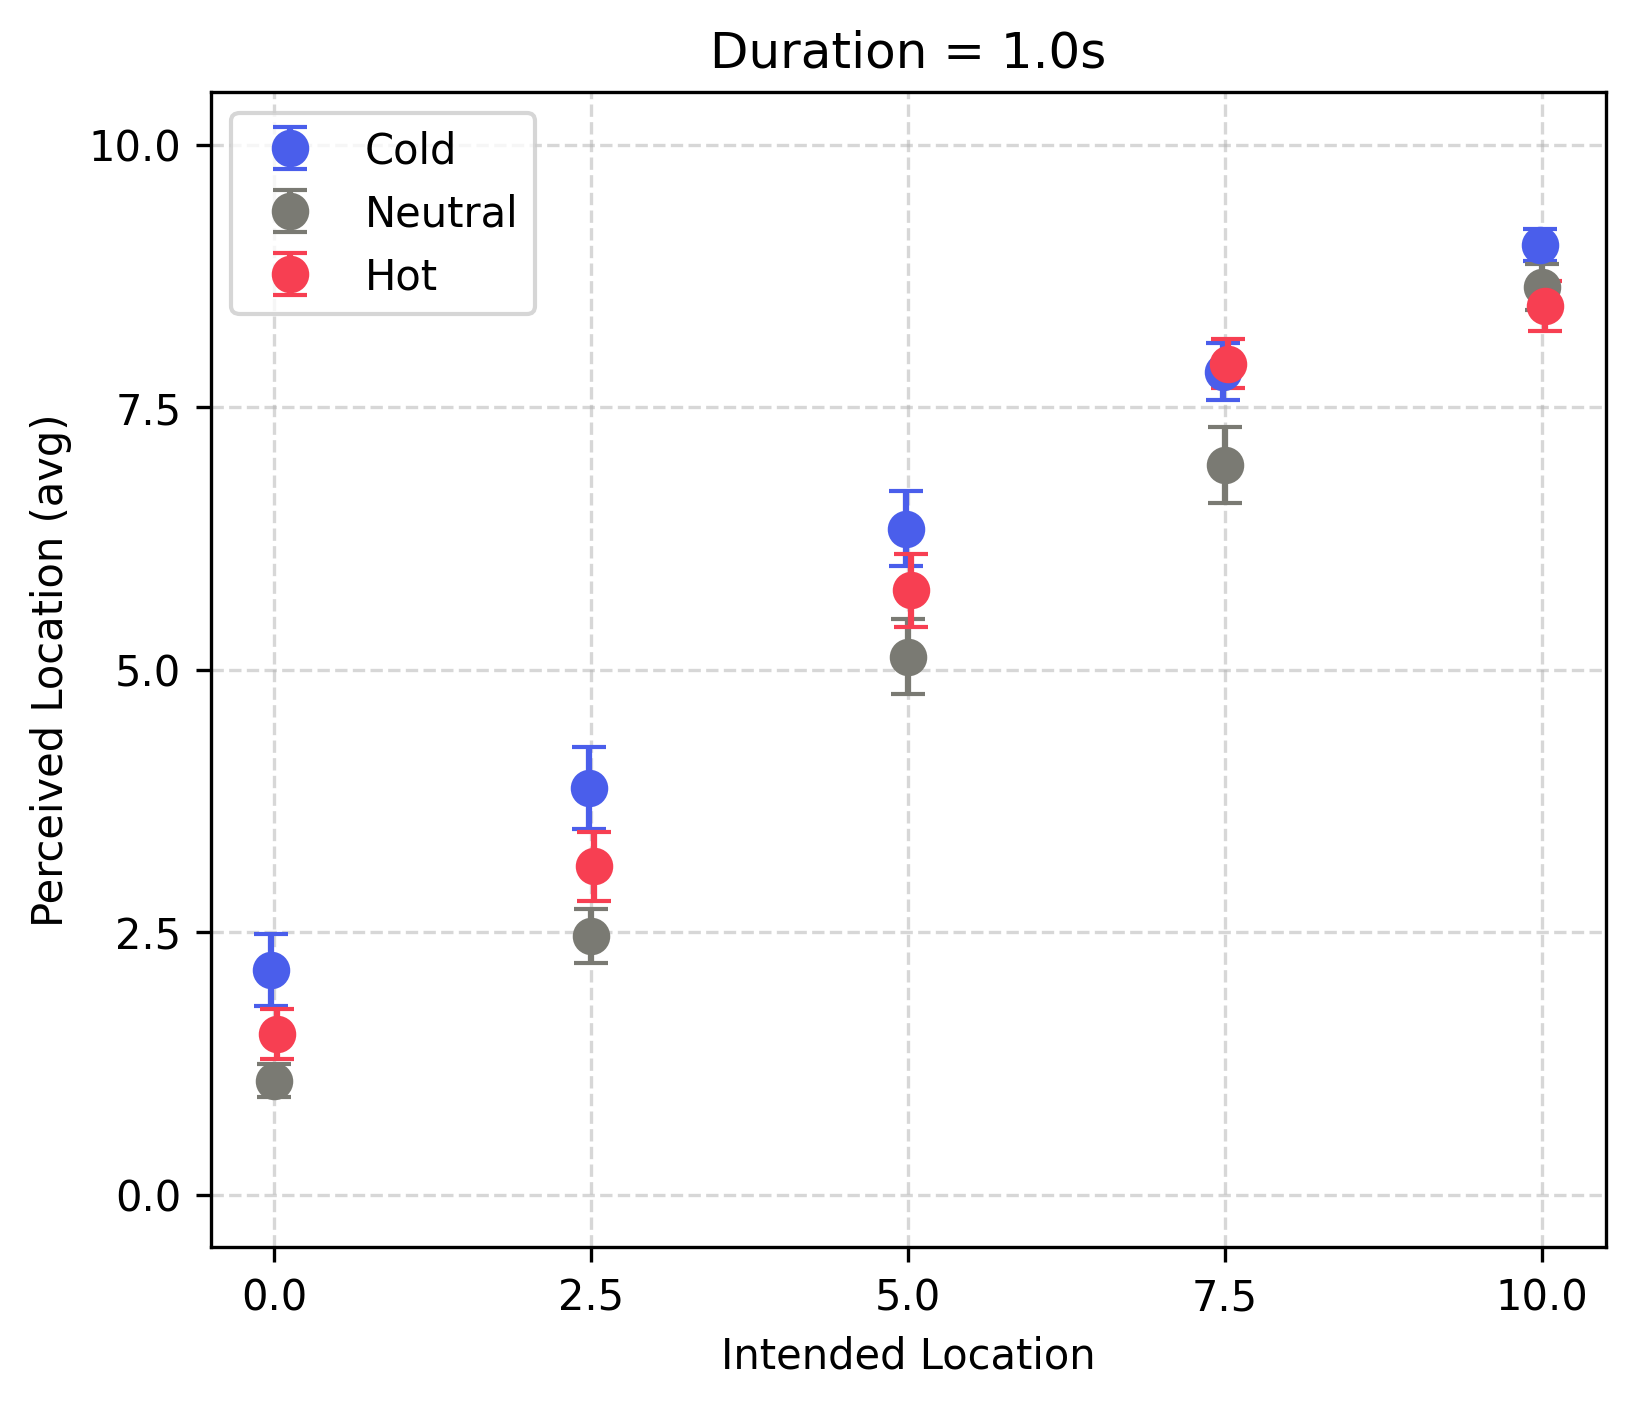 Duration = 1.0s
Cold
Neutral
Hot
10.0
7.5
5.0
2.5
0.0
Perceived Location (avg)
0.0 2.5 5.0 7.5 10.0
Intended Location